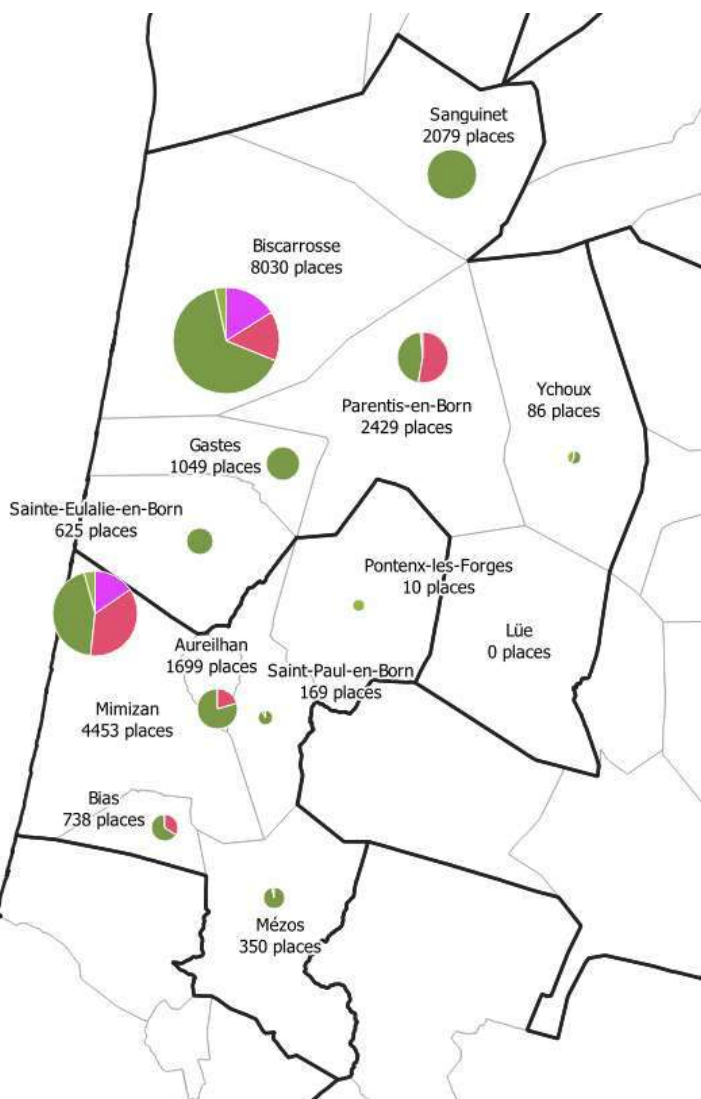 Sanguinet
2079 places
Biscarrosse
8030 places
Parentis-en-Born
2429 places
Ychoux
86 places
Gastes
1049 places
Sainte-Eulalie-en-Born
625 places
Pontenx-les-Forges
10 places
Lüe
0 places
Aureilhan
1699 places
Saint-Paul-en-Born
169 places
Mimizan
4453 places
Bias
738 places
Mézos
350 places